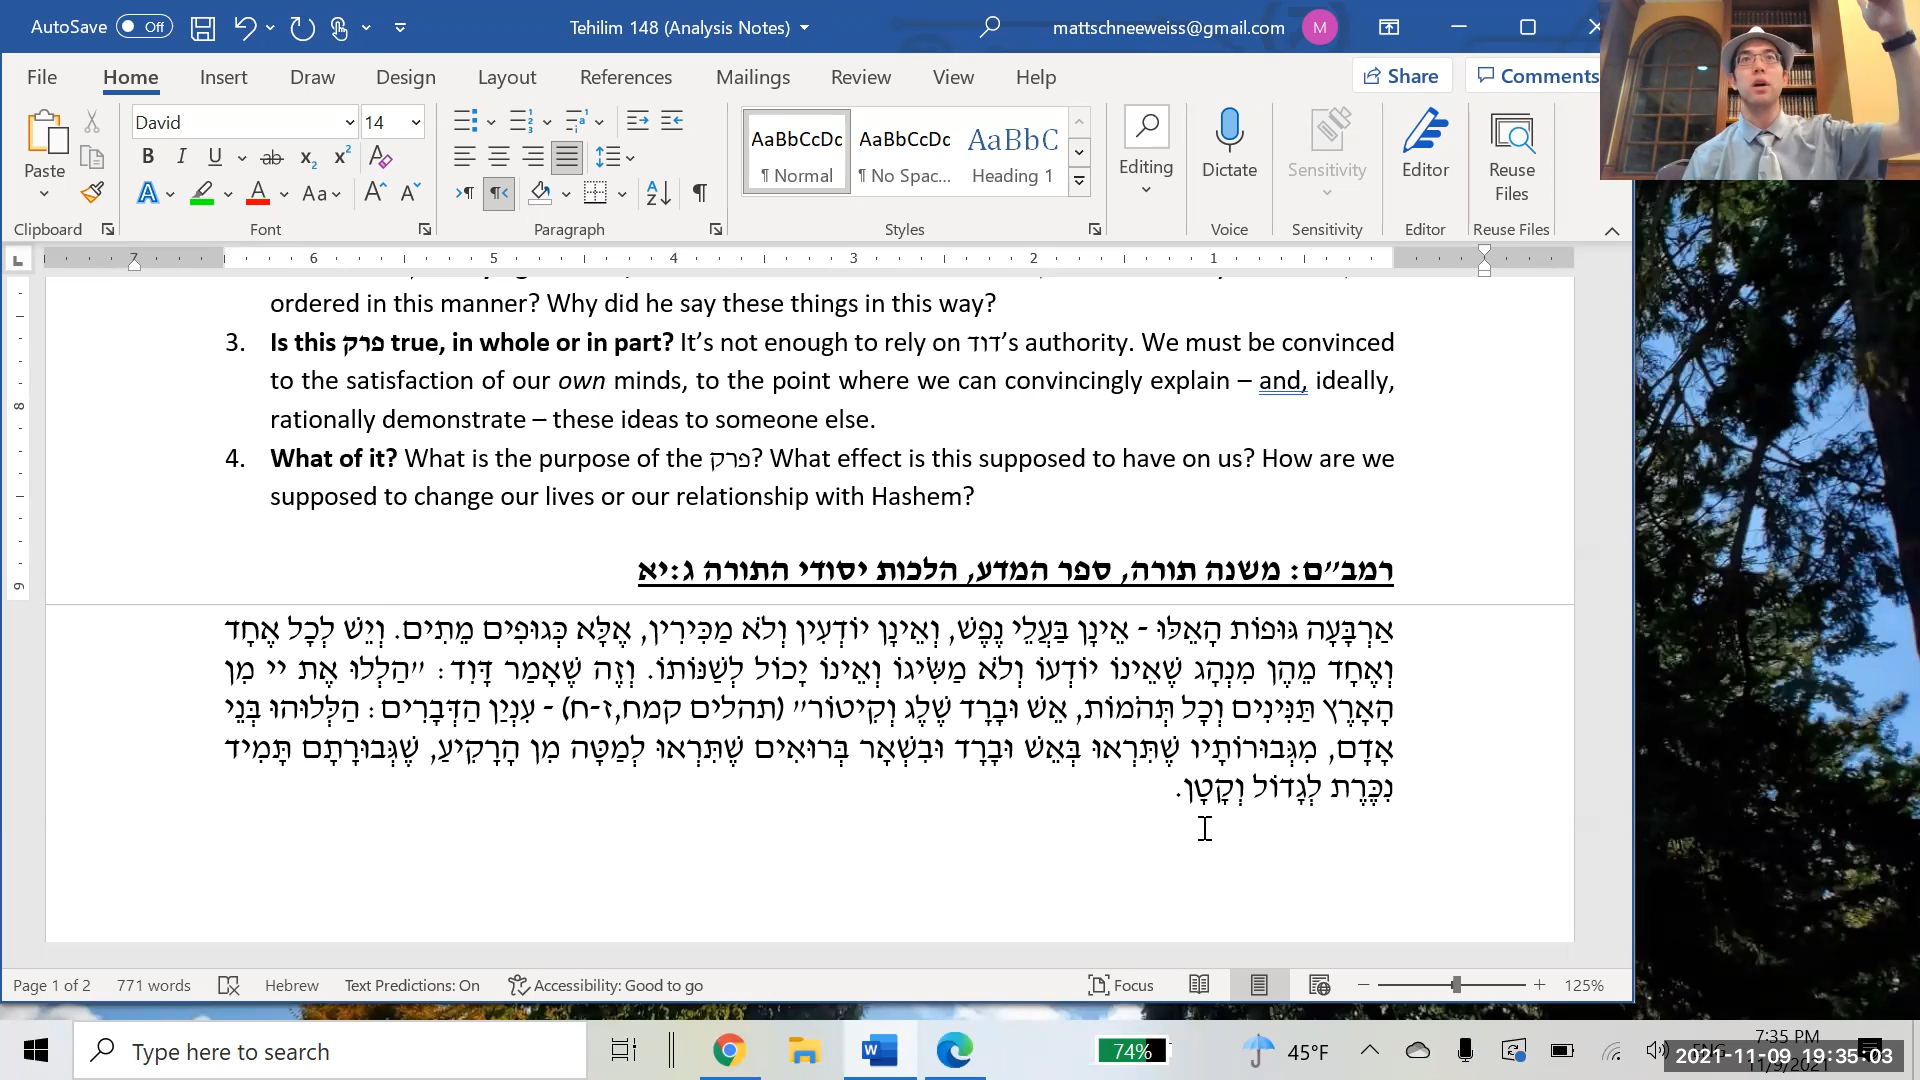 AutoSave Off Tehilim 148 (Analysis Notes) mattschneeweiss@gmail.com M
File Home Insert Draw Design Layout References Mailings Review View Help Share Comments
Paste David 14 AaBbCcDc AaBbCcDc AaBbC Editing Dictate Sensitivity Editor Reuse Files
¶ Normal ¶ No Spac... Heading 1
Clipboard Font Paragraph Styles Voice Sensitivity Editor Reuse Files
7 6 5 4 3 2 1
ordered in this manner? Why did he say these things in this way?
3. Is this פרק true, in whole or in part? It's not enough to rely on דוד's authority. We must be convinced
to the satisfaction of our own minds, to the point where we can convincingly explain – and, ideally,
rationally demonstrate – these ideas to someone else.
4. What of it? What is the purpose of the פרק? What effect is this supposed to have on us? How are we
supposed to change our lives or our relationship with Hashem?
רמב״ם: משנה תורה, ספר המדע, הלכות יסודי התורה ג:יא
אַרְבָּעָה גּוּפוֹת הָאֵלּוּ - אֵינָן בַּעֲלֵי נֶפֶשׁ, וְאֵינָן יוֹדְעִין וְלֹא מַכִּירִין, אֶלָּא כְּגוּפִים מֵתִים. וְיֵשׁ לְכָל אֶחָד
וְאֶחָד מֵהֶן מִנְהָג שֶׁאֵינוֹ יוֹדְעוֹ וְלֹא מַשִּׂיגוֹ וְאֵינוֹ יָכוֹל לְשַׁנּוֹתוֹ. וְזֶה שֶׁאָמַר דָּוִד: ״הַלְלוּ אֶת יי מִן
הָאָרֶץ תַּנִּינִים וְכָל תְּהֹמוֹת, אֵשׁ וּבָרָד שֶׁלֶג וְקִיטוֹר״ (תהלים קמח,ז-ח) - עִנְיַן הַדְּבָרִים: הַלְּלוּהוּ בְּנֵי
אָדָם, מִגְּבוּרוֹתָיו שֶׁתִּרְאוּ בְּאֵשׁ וּבָרָד וּבִשְׁאָר בְּרוּאִים שֶׁתִּרְאוּ לְמַטָּה מִן הָרָקִיעַ, שֶׁגְּבוּרָתָם תָּמִיד
נִכֶּרֶת לְגָדוֹל וְקָטָן.
Page 1 of 2 771 words Hebrew Text Predictions: On Accessibility: Good to go Focus 125%
Type here to search 74% 45°F 7:35 PM
2021-11-09 19:35:03